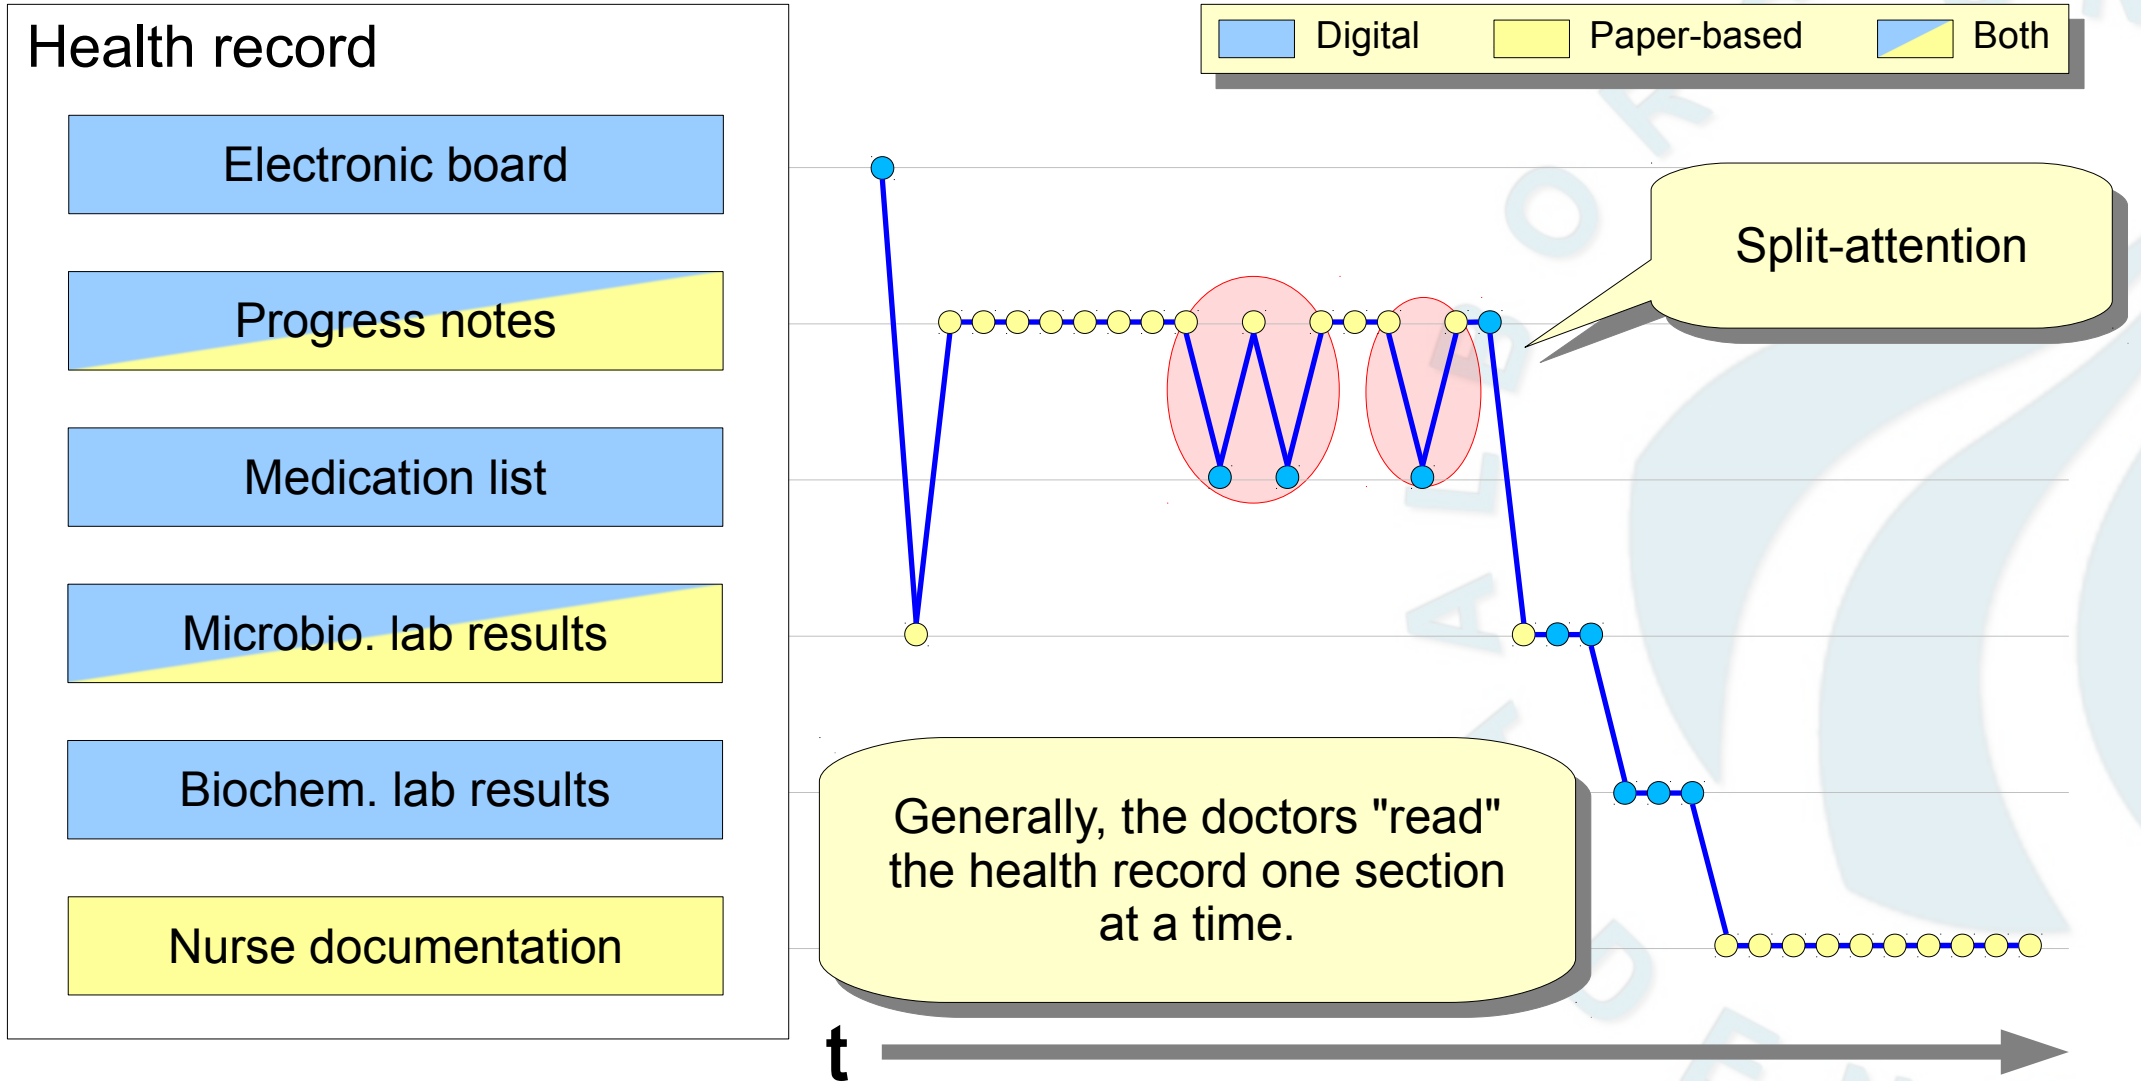 Health record
Digital
Paper-based
Both
Electronic board
Progress notes
Medication list
Microbio. lab results
Biochem. lab results
Nurse documentation
Split-attention
Generally, the doctors "read"
the health record one section
at a time.
t